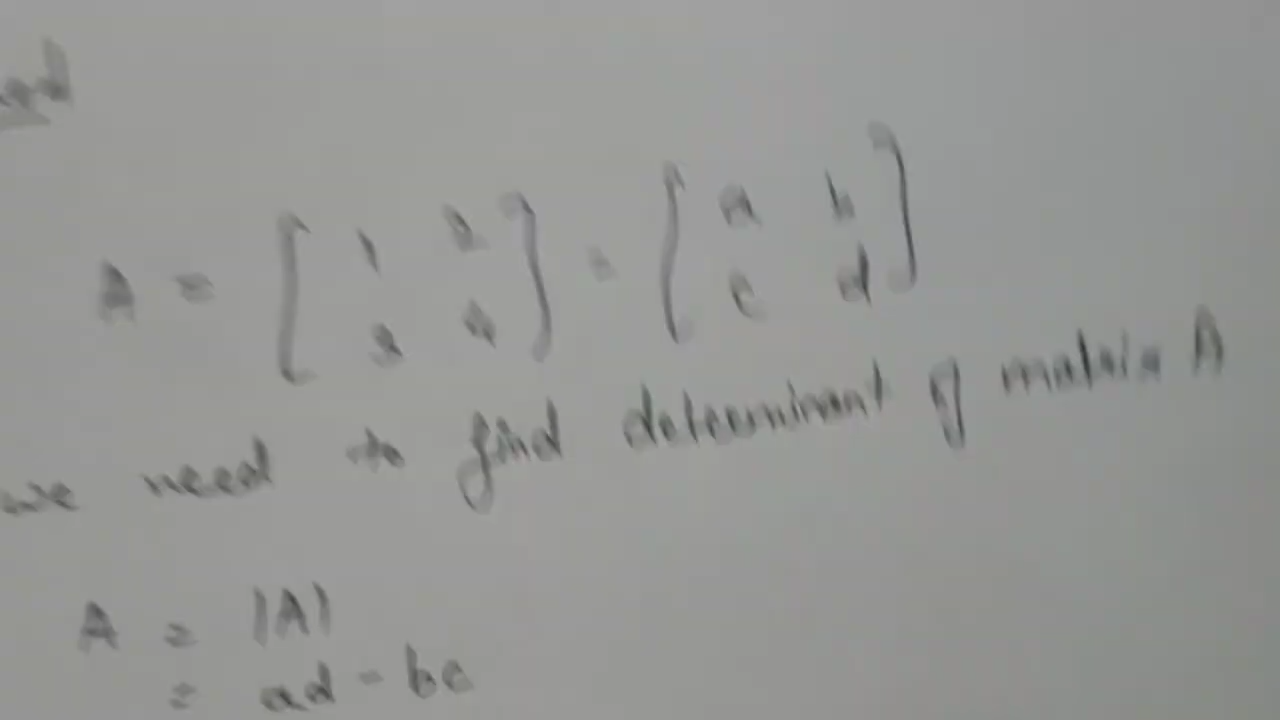 A = [ 1 2 ] = [ a b ]
[ 3 4 ] [ c d ]
we need to find determinant of matrix A
A = |A|
= ad - bc